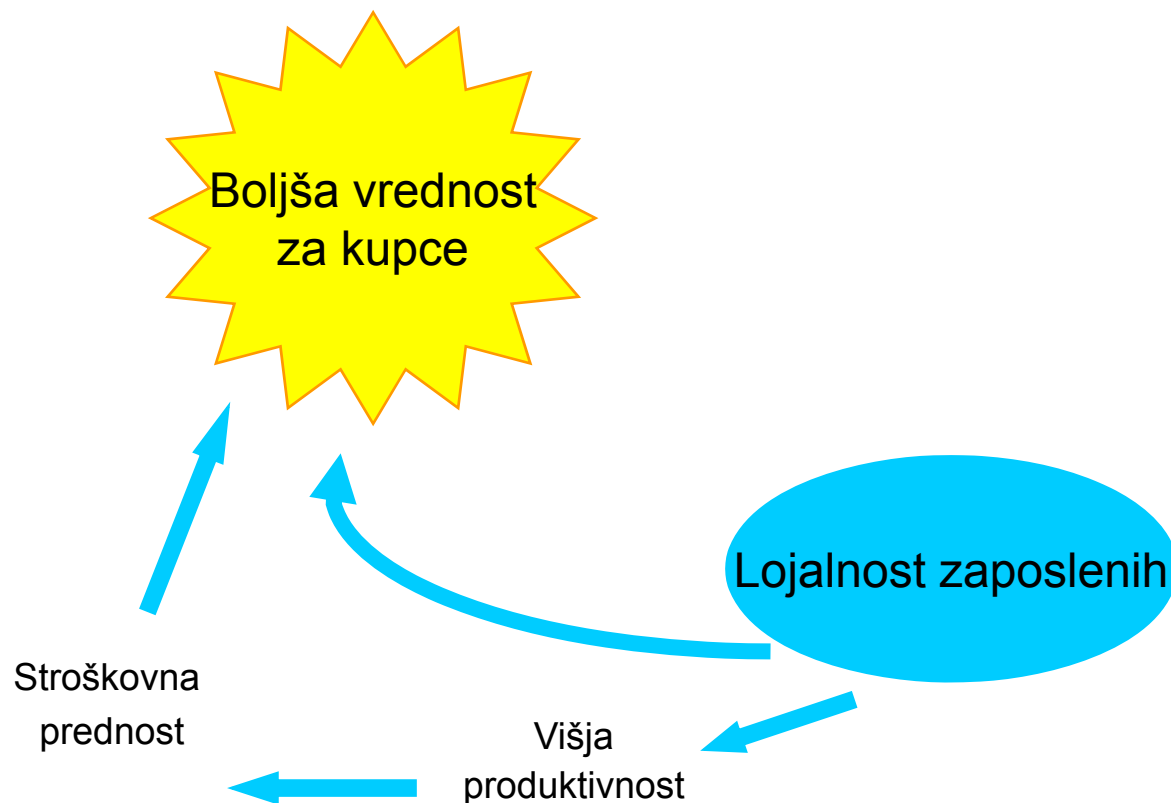 Boljša vrednost
za kupce
Lojalnost zaposlenih
Stroškovna
prednost
Višja
produktivnost